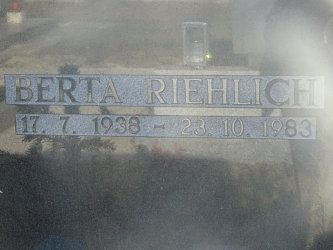 BERTA RIEHLICH
17. 7. 1938 - 23. 10. 1983